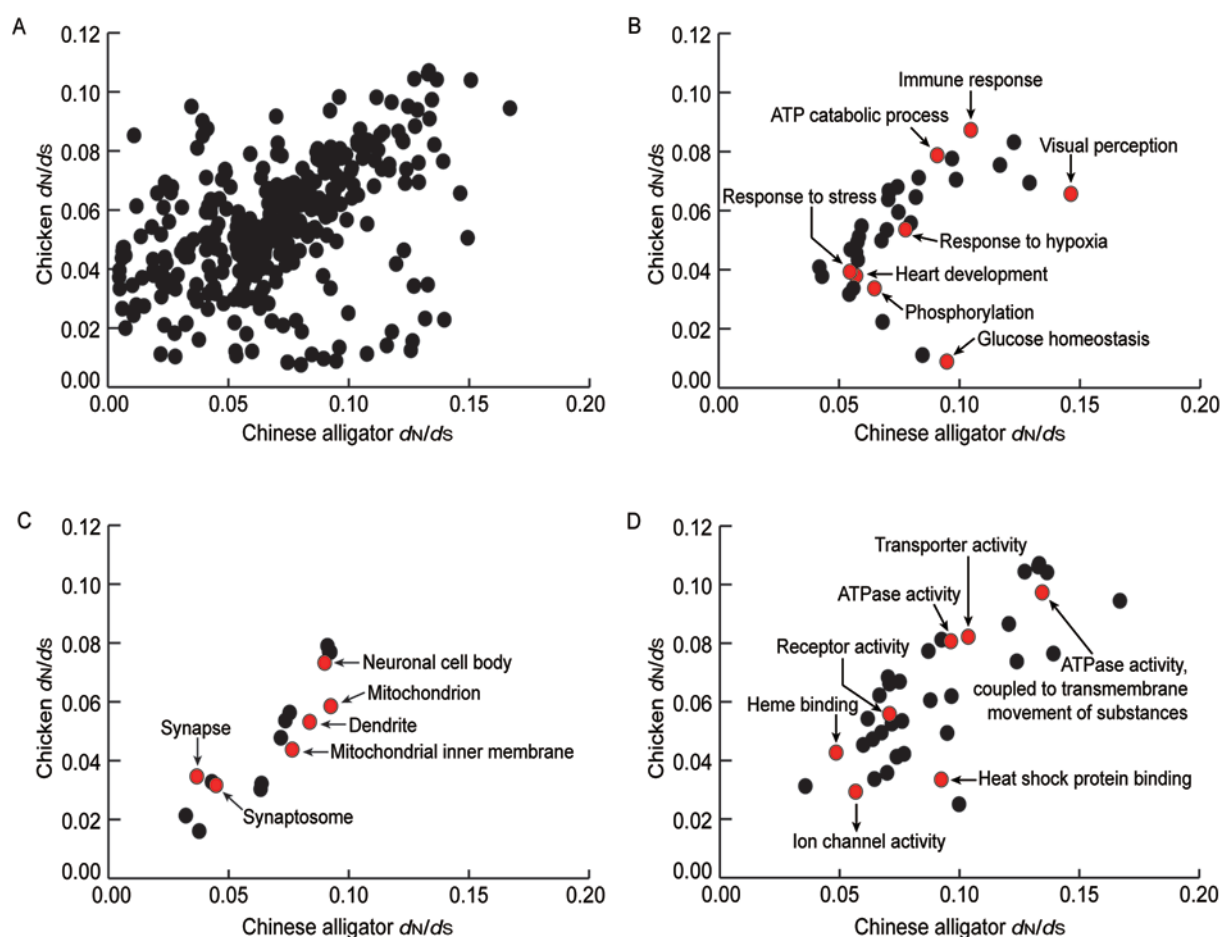 A
0.12
0.10
0.08
0.06
0.04
0.02
0.00
Chicken dN/dS
0.00 0.05 0.10 0.15 0.20
Chinese alligator dN/dS
B
0.12
0.10
0.08
0.06
0.04
0.02
0.00
Chicken dN/dS
Immune response
ATP catabolic process
Visual perception
Response to stress
Response to hypoxia
Heart development
Phosphorylation
Glucose homeostasis
0.00 0.05 0.10 0.15 0.20
Chinese alligator dN/dS
C
0.12
0.10
0.08
0.06
0.04
0.02
0.00
Chicken dN/dS
Neuronal cell body
Mitochondrion
Dendrite
Synapse
Mitochondrial inner membrane
Synaptosome
0.00 0.05 0.10 0.15 0.20
Chinese alligator dN/dS
D
0.12
0.10
0.08
0.06
0.04
0.02
0.00
Chicken dN/dS
Transporter activity
ATPase activity
Receptor activity
ATPase activity,
coupled to transmembrane
movement of substances
Heme binding
Heat shock protein binding
Ion channel activity
0.00 0.05 0.10 0.15 0.20
Chinese alligator dN/dS